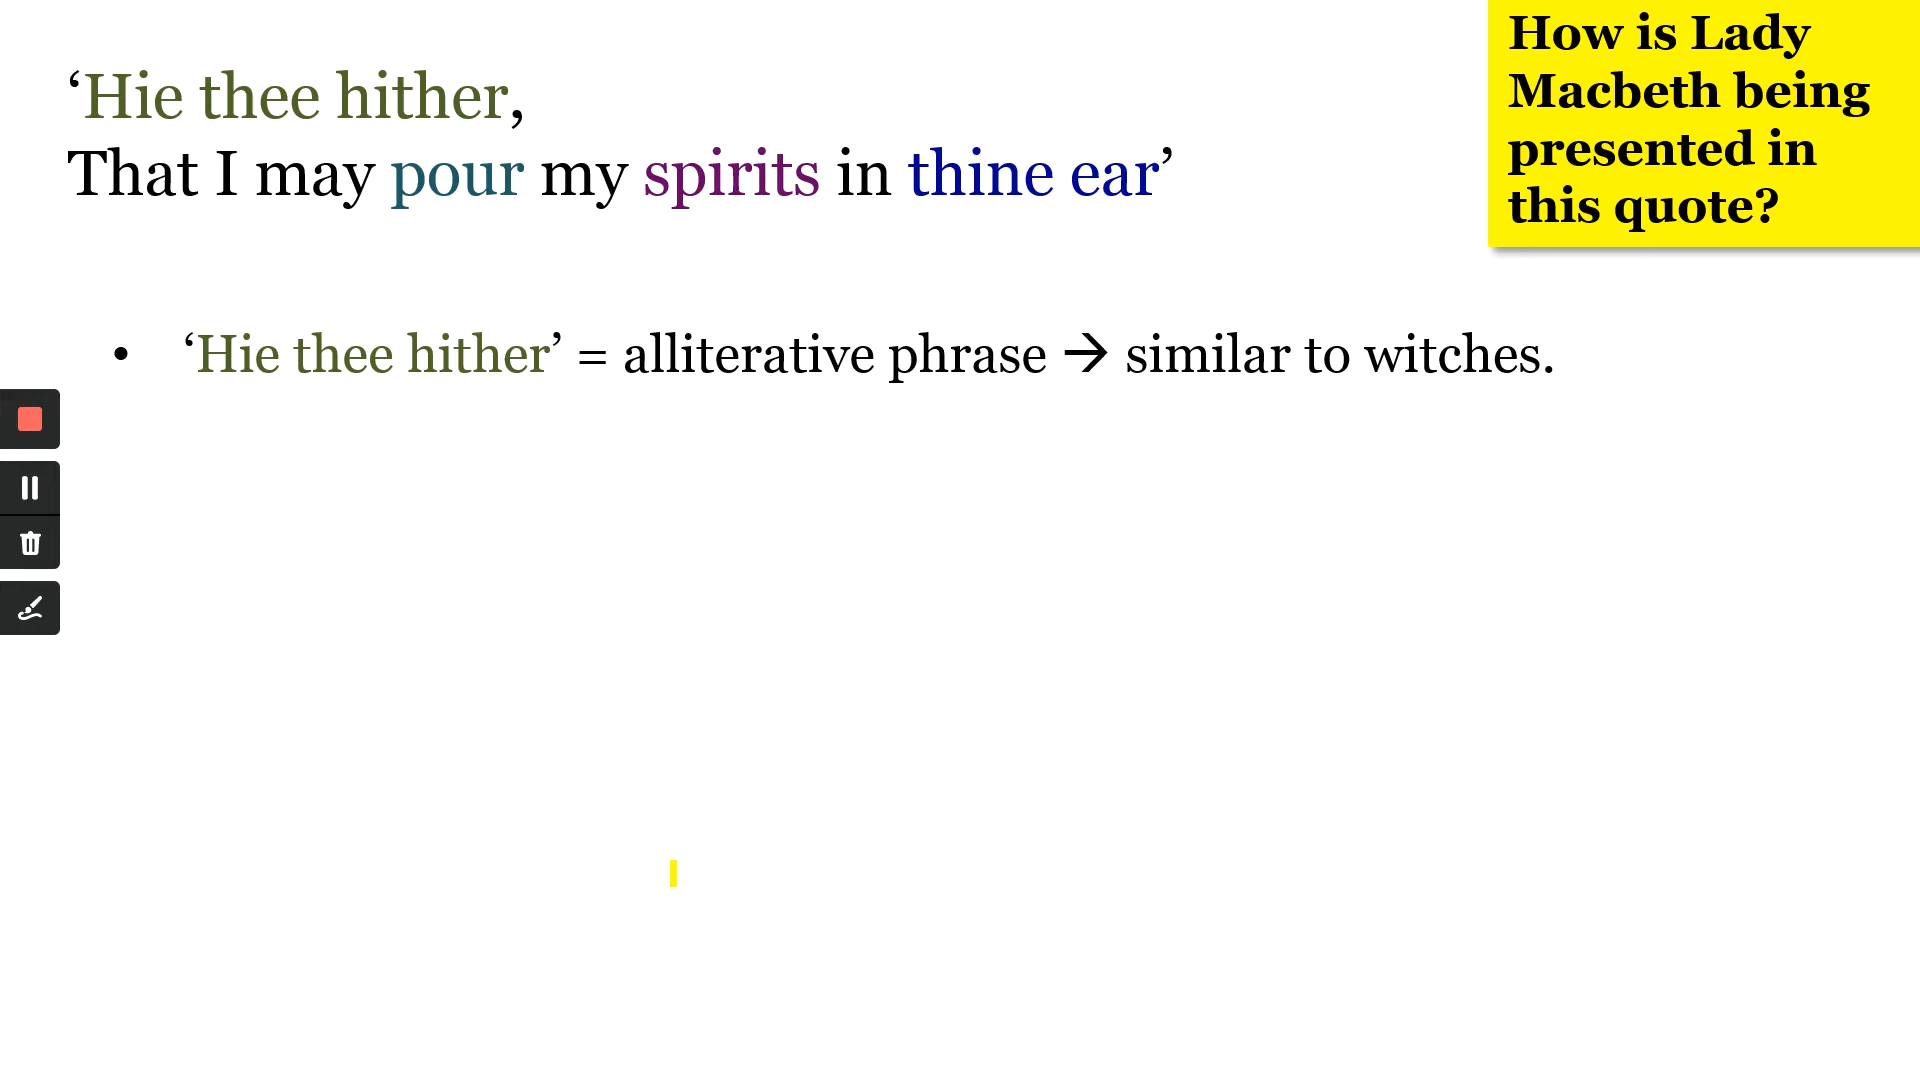 ‘Hie thee hither,
That I may pour my spirits in thine ear’
How is Lady
Macbeth being
presented in
this quote?
• ‘Hie thee hither’ = alliterative phrase → similar to witches.